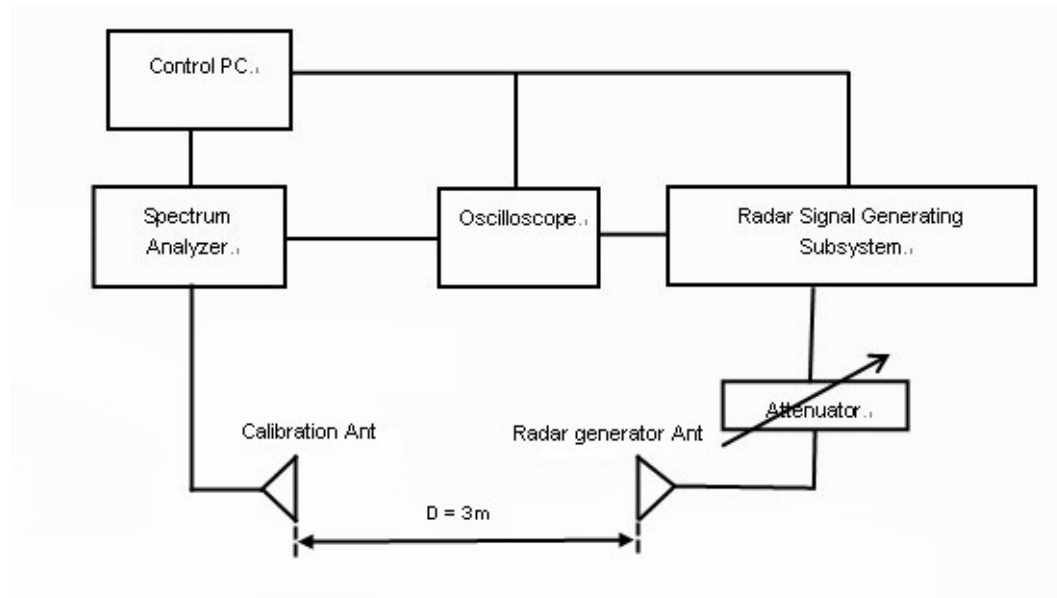 Control PC
Spectrum
Analyzer
Oscilloscope
Radar Signal Generating
Subsystem
Attenuator
Calibration Ant
Radar generator Ant
D = 3m